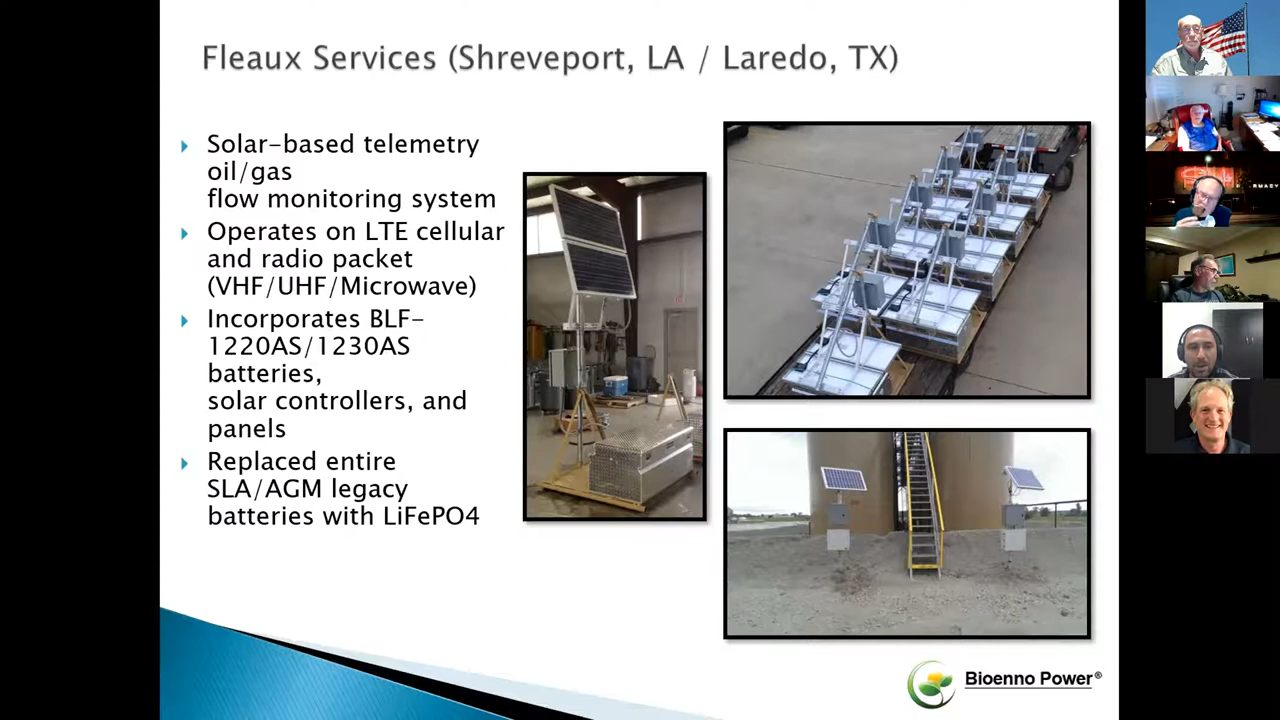 Fleaux Services (Shreveport, LA / Laredo, TX)
Solar-based telemetry
oil/gas
flow monitoring system
Operates on LTE cellular
and radio packet
(VHF/UHF/Microwave)
Incorporates BLF-
1220AS/1230AS
batteries,
solar controllers, and
panels
Replaced entire
SLA/AGM legacy
batteries with LiFePO4
Bioenno Power®